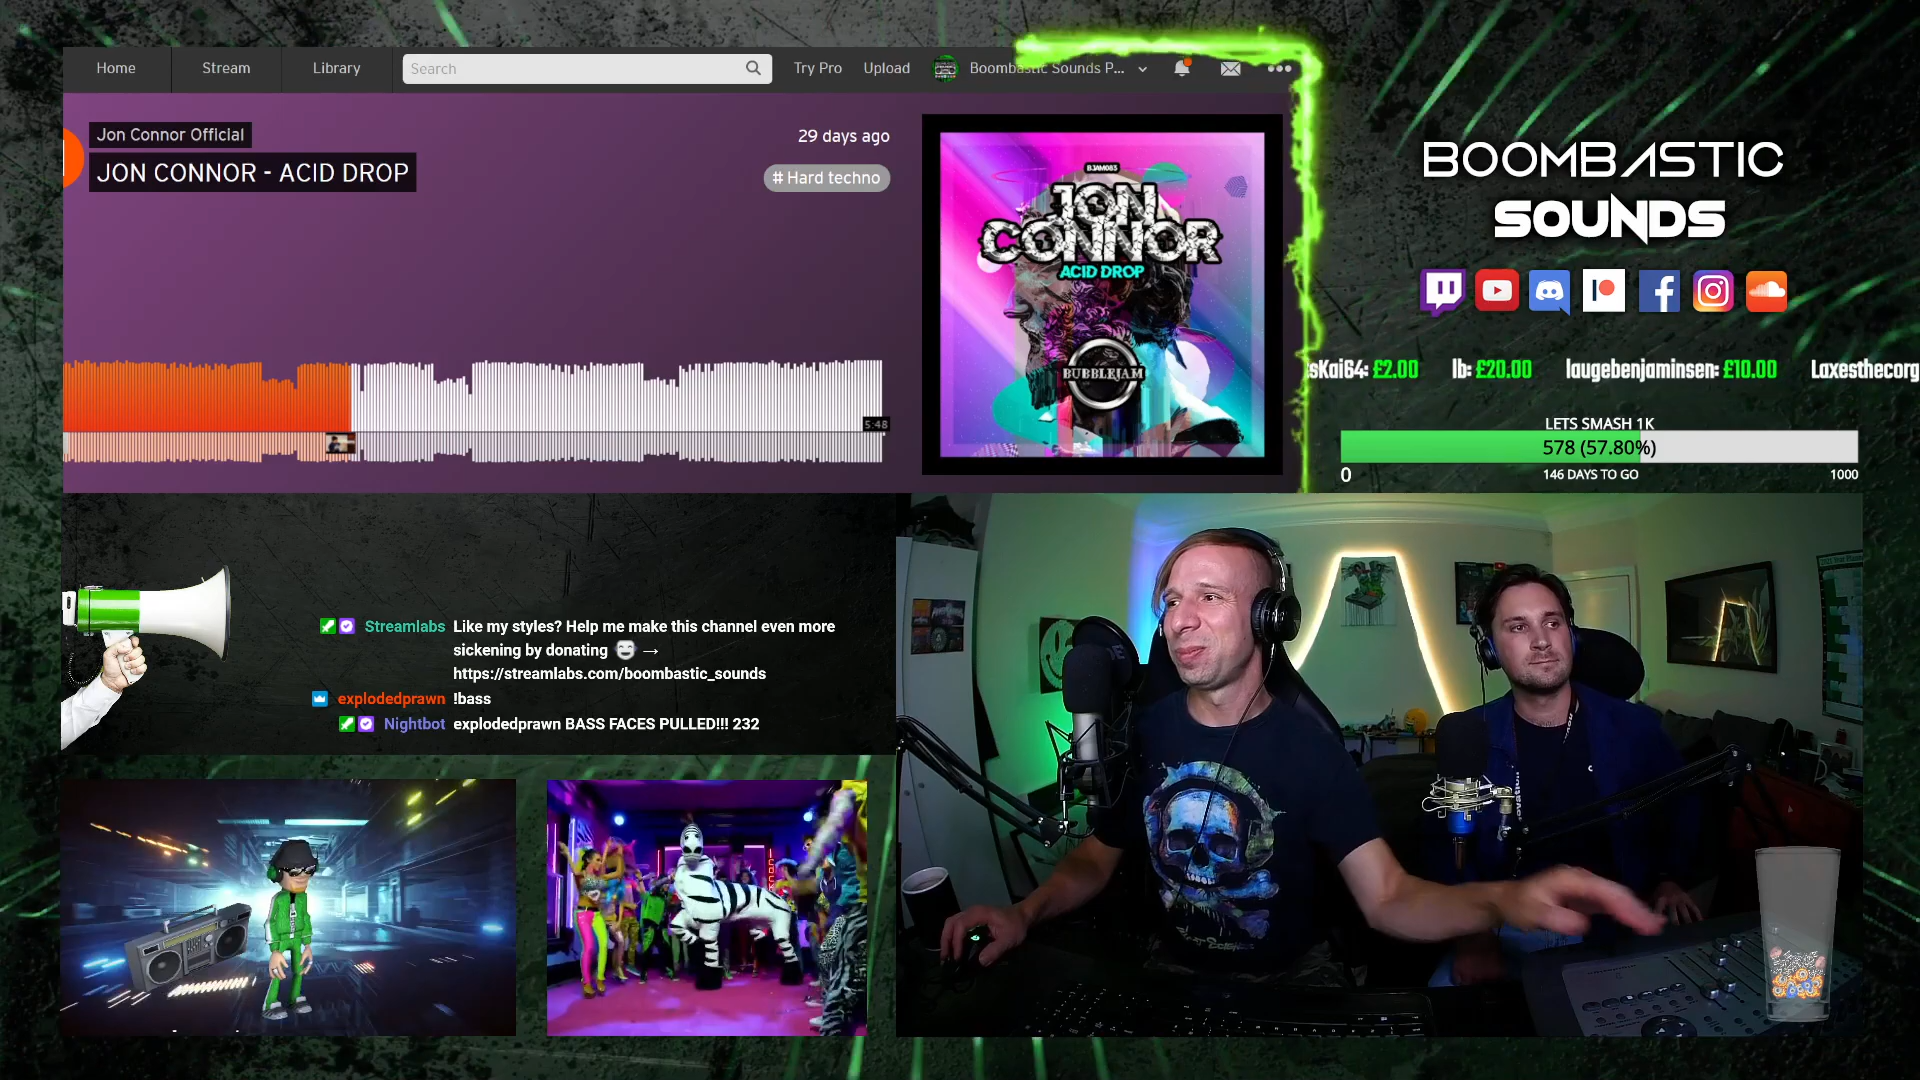 Home
Stream
Library
Search
Try Pro
Upload
Boombastic Sounds P...
Jon Connor Official
29 days ago
JON CONNOR - ACID DROP
# Hard techno
BJAM083
JON
CONNOR
ACID DROP
BUBBLEJAM
5:48
BOOMBASTIC
SOUNDS
sKai64: £2.00
lb: £20.00
laugebenjaminsen: £10.00
Laxesthecorg
LETS SMASH 1K
578 (57.80%)
0
146 DAYS TO GO
1000
Streamlabs Like my styles? Help me make this channel even more
sickening by donating →
https://streamlabs.com/boombastic_sounds
explodedprawn !bass
Nightbot explodedprawn BASS FACES PULLED!!! 232